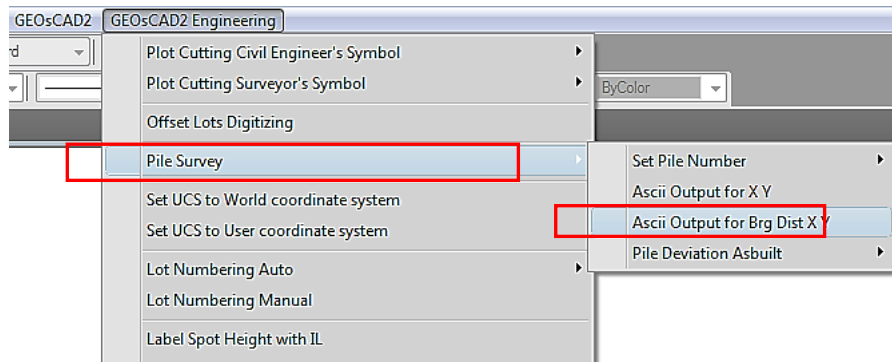 GEOsCAD2 GEOsCAD2 Engineering
rd
Plot Cutting Civil Engineer's Symbol
Plot Cutting Surveyor's Symbol
ByColor
Offset Lots Digitizing
Pile Survey
Set Pile Number
Ascii Output for X Y
Set UCS to World coordinate system
Ascii Output for Brg Dist X Y
Set UCS to User coordinate system
Pile Deviation Asbuilt
Lot Numbering Auto
Lot Numbering Manual
Label Spot Height with IL